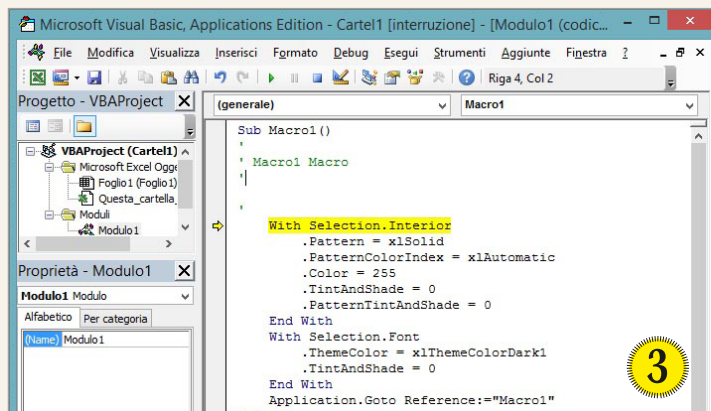 Microsoft Visual Basic, Applications Edition - Cartel1 [interruzione] - [Modulo1 (codic...
File Modifica Visualizza Inserisci Formato Debug Esegui Strumenti Aggiunte Finestra ?
Riga 4, Col 2
Progetto - VBAProject
VBAProject (Cartel1)
Microsoft Excel Ogge
Foglio1 (Foglio1)
Questa_cartella_
Moduli
Modulo1
Proprietà - Modulo1
Modulo1 Modulo
Alfabetico Per categoria
(Name) Modulo1
(generale) Macro1
Sub Macro1()
'
' Macro1 Macro
'
'
With Selection.Interior
.Pattern = xlSolid
.PatternColorIndex = xlAutomatic
.Color = 255
.TintAndShade = 0
.PatternTintAndShade = 0
End With
With Selection.Font
.ThemeColor = xlThemeColorDark1
.TintAndShade = 0
End With
Application.Goto Reference:="Macro1"
3